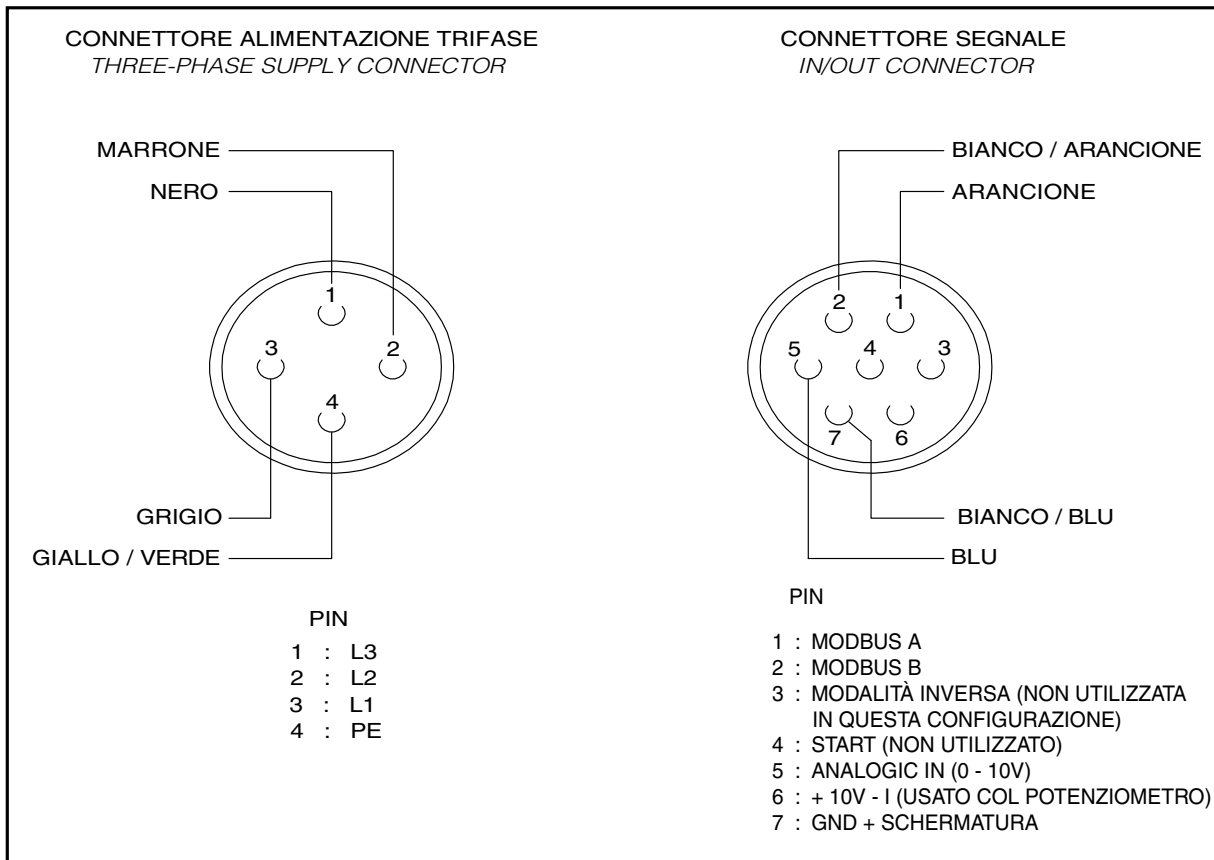 CONNETTORE ALIMENTAZIONE TRIFASE
THREE-PHASE SUPPLY CONNECTOR
MARRONE
NERO
1
3
2
4
GRIGIO
GIALLO / VERDE
PIN
1 : L3
2 : L2
3 : L1
4 : PE
CONNETTORE SEGNALE
IN/OUT CONNECTOR
BIANCO / ARANCIONE
ARANCIONE
2 1
5 4 3
7 6
BIANCO / BLU
BLU
PIN
1 : MODBUS A
2 : MODBUS B
3 : MODALITÀ INVERSA (NON UTILIZZATA
IN QUESTA CONFIGURAZIONE)
4 : START (NON UTILIZZATO)
5 : ANALOGIC IN (0 - 10V)
6 : + 10V - I (USATO COL POTENZIOMETRO)
7 : GND + SCHERMATURA